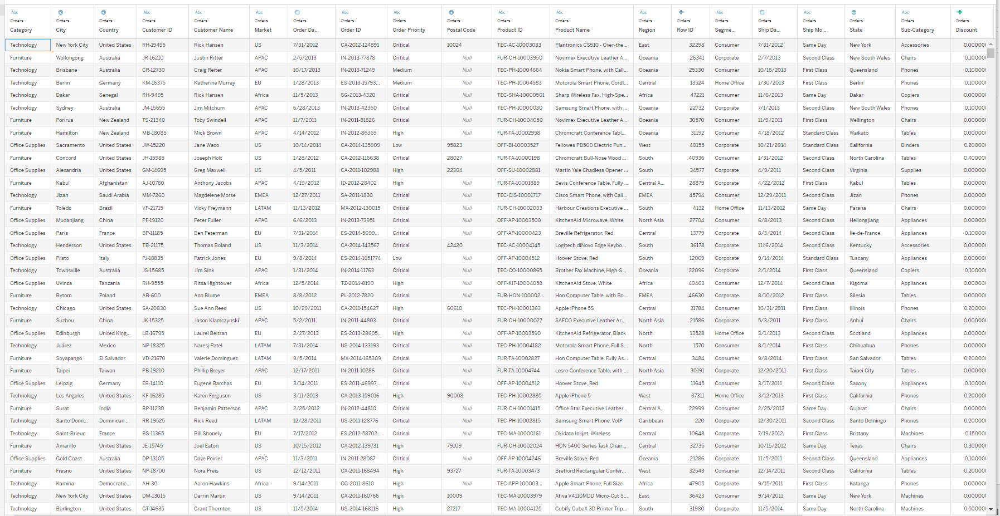 Abc Abc Abc Abc Abc Abc Abc Abc Abc Abc Abc Abc Abc
Orders Orders Orders Orders Orders Orders Orders Orders Orders Orders Orders Orders Orders Orders Orders Orders Orders Orders Orders Orders
Category City Country Customer ID Customer Name Market Order Da... Order ID Order Priority Postal Code Product ID Product Name Region Row ID Segme... Ship Da... Ship Mo... State Sub-Category Discount
Technology New York City United States RH-19495 Rick Hansen US 7/31/2012 CA-2012-124891 Critical 10024 TEC-AC-10003033 Plantronics CS510 - Over-the... East 32298 Consumer 7/31/2012 Same Day New York Accessories 0.00000
Furniture Wollongong Australia JR-16210 Justin Ritter APAC 2/5/2013 IN-2013-77878 Critical Null FUR-CH-10003950 Novimex Executive Leather A... Oceania 26341 Corporate 2/7/2013 Second Class New South Wales Chairs 0.10000
Technology Brisbane Australia CR-12730 Craig Reiter APAC 10/17/2013 IN-2013-71249 Medium Null TEC-PH-10004664 Nokia Smart Phone, with Call... Oceania 25330 Consumer 10/18/2013 First Class Queensland Phones 0.10000
Technology Berlin Germany KM-16375 Katherine Murray EU 1/28/2013 ES-2013-15793... Medium Null TEC-PH-10004583 Motorola Smart Phone, Cordl... Central 13524 Home Office 1/30/2013 First Class Berlin Phones 0.10000
Technology Dakar Senegal RH-9495 Rick Hansen Africa 11/5/2013 SG-2013-4320 Critical Null TEC-SHA-10000501 Sharp Wireless Fax, High-Spe... Africa 47221 Consumer 11/6/2013 Same Day Dakar Copiers 0.00000
Technology Sydney Australia JM-15655 Jim Mitchum APAC 6/28/2013 IN-2013-42360 Critical Null TEC-PH-10000030 Samsung Smart Phone, with ... Oceania 22732 Corporate 7/1/2013 Second Class New South Wales Phones 0.10000
Furniture Porirua New Zealand TS-21340 Toby Swindell APAC 11/7/2011 IN-2011-81826 Critical Null FUR-CH-10004050 Novimex Executive Leather A... Oceania 30570 Consumer 11/9/2011 First Class Wellington Chairs 0.00000
Furniture Hamilton New Zealand MB-18085 Mick Brown APAC 4/14/2012 IN-2012-86369 High Null FUR-TA-10002958 Chromcraft Conference Tabl... Oceania 31192 Consumer 4/18/2012 Standard Class Waikato Tables 0.00000
Office Supplies Sacramento United States JW-15220 Jane Waco US 10/14/2014 CA-2014-135909 Low 95823 OFF-BI-10003527 Fellowes PB500 Electric Pun... West 40155 Corporate 10/21/2014 Standard Class California Binders 0.20000
Furniture Concord United States JH-15985 Joseph Holt US 1/28/2012 CA-2012-116638 Critical 28027 FUR-TA-10000198 Chromcraft Bull-Nose Wood ... South 40936 Consumer 1/31/2012 Second Class North Carolina Tables 0.40000
Office Supplies Alexandria United States GM-14695 Greg Maxwell US 4/5/2011 CA-2011-102988 High 22304 OFF-SU-10002881 Martin Yale Chadless Opener ... South 34577 Corporate 4/9/2011 Second Class Virginia Supplies 0.00000
Furniture Kabul Afghanistan AJ-10780 Anthony Jacobs APAC 4/19/2012 ID-2012-28402 High Null FUR-TA-10001889 Bevis Conference Table, Fully ... Central A... 28879 Corporate 4/22/2012 First Class Kabul Tables 0.00000
Technology Jizan Saudi Arabia MM-7260 Magdelene Morse EMEA 12/27/2011 SA-2011-1830 Critical Null TEC-CIS-10001717 Cisco Smart Phone, with Call... EMEA 45794 Consumer 12/29/2011 Second Class Jizan Phones 0.00000
Furniture Toledo Brazil VF-21715 Vicky Freymann LATAM 11/13/2012 MX-2012-130015 Critical Null FUR-CH-10002033 Harbour Creations Executive ... South 4132 Home Office 11/13/2012 Same Day Parana Chairs 0.00000
Office Supplies Mudanjiang China PF-19120 Peter Fuller APAC 6/6/2013 IN-2013-73951 Critical Null OFF-AP-10003500 KitchenAid Microwave, White North Asia 27704 Consumer 6/8/2013 Second Class Heilongjiang Appliances 0.00000
Office Supplies Paris France BP-11185 Ben Peterman EU 7/31/2014 ES-2014-5099... Critical Null OFF-AP-10000423 Breville Refrigerator, Red Central 13779 Corporate 8/3/2014 Second Class Ile-de-France Appliances 0.10000
Technology Henderson United States TB-21175 Thomas Boland US 11/3/2014 CA-2014-143567 Critical 42420 TEC-AC-10004145 Logitech diNovo Edge Keybo... South 36178 Corporate 11/6/2014 Second Class Kentucky Accessories 0.00000
Office Supplies Prato Italy PJ-18835 Patrick Jones EU 9/8/2014 ES-2014-1651774 Low Null OFF-AP-10004512 Hoover Stove, Red South 12069 Corporate 9/14/2014 Standard Class Tuscany Appliances 0.00000
Technology Townsville Australia JS-15685 Jim Sink APAC 1/31/2014 IN-2014-11763 Critical Null TEC-CO-10000865 Brother Fax Machine, High-S... Oceania 22096 Corporate 2/1/2014 First Class Queensland Copiers 0.10000
Office Supplies Uvinza Tanzania RH-9555 Ritsa Hightower Africa 12/5/2014 TZ-2014-8190 High Null OFF-KIT-10004058 KitchenAid Stove, White Africa 49463 Consumer 12/7/2014 Second Class Kigoma Appliances 0.00000
Furniture Bytom Poland AB-600 Ann Blume EMEA 8/8/2012 PL-2012-7820 Critical Null FUR-HON-100002... Hon Computer Table, with Bo... EMEA 46630 Corporate 8/10/2012 First Class Silesia Tables 0.00000
Technology Chicago United States SA-20830 Sue Ann Reed US 10/29/2011 CA-2011-154627 High 60610 TEC-PH-10001363 Apple iPhone 5S Central 31784 Consumer 10/31/2011 First Class Illinois Phones 0.20000
Furniture Suzhou China JK-15325 Jason Klamczynski APAC 5/2/2011 IN-2011-44803 Critical Null FUR-CH-10000027 SAFCO Executive Leather Ar... North Asia 21586 Corporate 5/3/2011 First Class Anhui Chairs 0.00000
Office Supplies Edinburgh United King... LB-16795 Laurel Beltran EU 2/27/2013 ES-2013-28605... High Null OFF-AP-10003590 KitchenAid Refrigerator, Black North 13528 Home Office 3/1/2013 Second Class Scotland Appliances 0.00000
Technology Juárez Mexico NP-18325 Naresj Patel LATAM 7/31/2014 US-2014-133193 Critical Null TEC-PH-10004182 Motorola Smart Phone, Full S... North 1570 Consumer 8/1/2014 First Class Chihuahua Phones 0.00000
Furniture Soyapango El Salvador VD-21670 Valerie Dominguez LATAM 9/5/2014 MX-2014-165309 Critical Null FUR-TA-10002827 Hon Computer Table, Fully As... Central 3484 Consumer 9/8/2014 First Class San Salvador Tables 0.20000
Furniture Taipei Taiwan PB-19210 Phillip Breyer APAC 12/17/2011 IN-2011-10286 Critical Null FUR-TA-10004744 Lesro Conference Table, with ... North Asia 30191 Corporate 12/20/2011 First Class Taipei City Tables 0.00000
Office Supplies Leipzig Germany EB-14110 Eugene Barchas EU 3/14/2011 ES-2011-46997... Critical Null OFF-AP-10004512 Hoover Stove, Red Central 11645 Consumer 3/17/2011 Second Class Saxony Appliances 0.10000
Technology Los Angeles United States KF-16285 Karen Ferguson US 3/11/2013 CA-2013-159016 High 90008 TEC-PH-10002885 Apple iPhone 5 West 37311 Home Office 3/12/2013 First Class California Phones 0.20000
Furniture Surat India BP-11230 Benjamin Patterson APAC 2/25/2012 IN-2012-44810 Critical Null FUR-CH-10001415 Office Star Executive Leather... Central A... 22999 Consumer 2/25/2012 Same Day Gujarat Chairs 0.00000
Technology Santo Domi... Dominican ... RR-19525 Rick Reed LATAM 12/28/2011 US-2011-128776 Critical Null TEC-PH-10002815 Samsung Smart Phone, VoIP Caribbean 220 Corporate 12/30/2011 Second Class Santo Domingo Phones 0.20000
Technology Saint-Brieuc France BS-11365 Bill Shonely EU 7/17/2012 ES-2012-58702... Critical Null TEC-MA-10000161 Okidata Inkjet, Wireless Central 10648 Corporate 7/19/2012 First Class Brittany Machines 0.15000
Furniture Amarillo United States JE-15745 Joel Eaton US 10/15/2012 CA-2012-139731 High 79109 FUR-CH-10002024 HON 5400 Series Task Chair... Central 32735 Consumer 10/15/2012 Same Day Texas Chairs 0.30000
Office Supplies Gold Coast Australia DP-13105 Dave Poirier APAC 11/3/2011 IN-2011-28087 Critical Null OFF-AP-10004246 Breville Stove, Red Oceania 21286 Corporate 11/5/2011 Second Class Queensland Appliances 0.10000
Furniture Fresno United States NP-18700 Nora Preis US 12/12/2011 CA-2011-168494 High 93727 FUR-TA-10003473 Bretford Rectangular Confer... West 32543 Consumer 12/14/2011 Second Class California Tables 0.20000
Technology Kamina Democratic... AH-30 Aaron Hawkins Africa 9/14/2011 CG-2011-8610 High Null TEC-APP-100003... Apple Smart Phone, Full Size Africa 47905 Corporate 9/15/2011 First Class Katanga Phones 0.00000
Technology New York City United States DM-13015 Darrin Martin US 9/14/2011 CA-2011-160766 High 10009 TEC-MA-10003979 Ativa V4110MDD Micro-Cut S... East 36423 Consumer 9/14/2011 Same Day New York Machines 0.00000
Technology Burlington United States GT-14635 Grant Thornton US 11/5/2014 US-2014-168116 High 27217 TEC-MA-10004125 Cubify CubeX 3D Printer Trip... South 31980 Corporate 11/5/2014 Same Day North Carolina Machines 0.50000